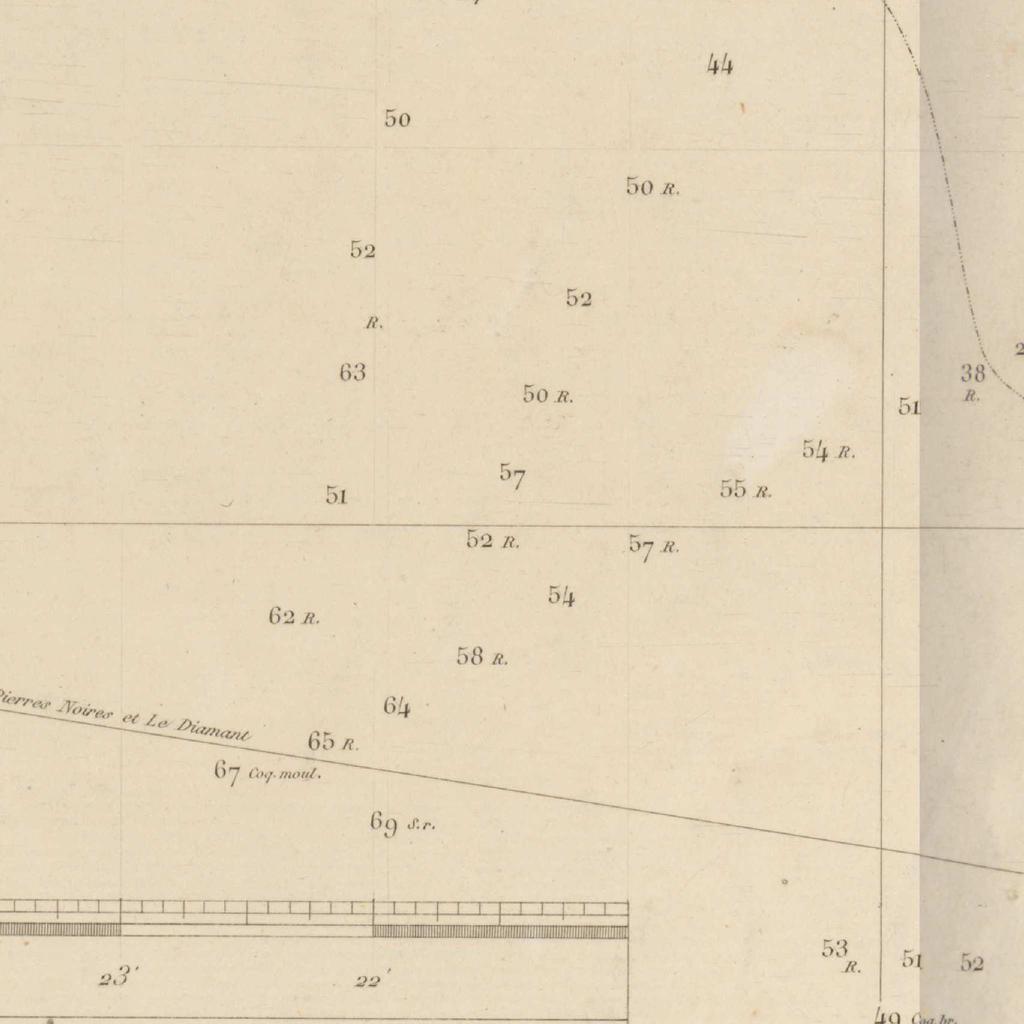 44
50
50 R.
52
52
R.
63
38
R.
50 R.
51
54 R.
57
55 R.
51
52 R.
57 R.
54
62 R.
58 R.
Pierres Noires et Le Diamant
64
65 R.
67 Coq. moul.
69 S.r.
53
R.
51
52
23'
22'
49 Coq. br.